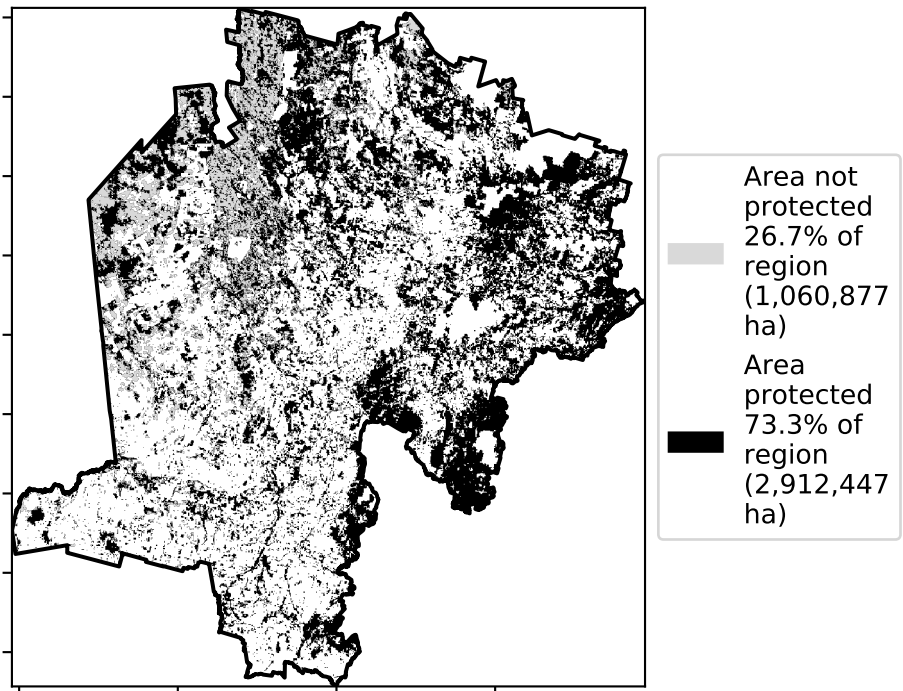 Area not
protected
26.7% of
region
(1,060,877
ha)
Area
protected
73.3% of
region
(2,912,447
ha)